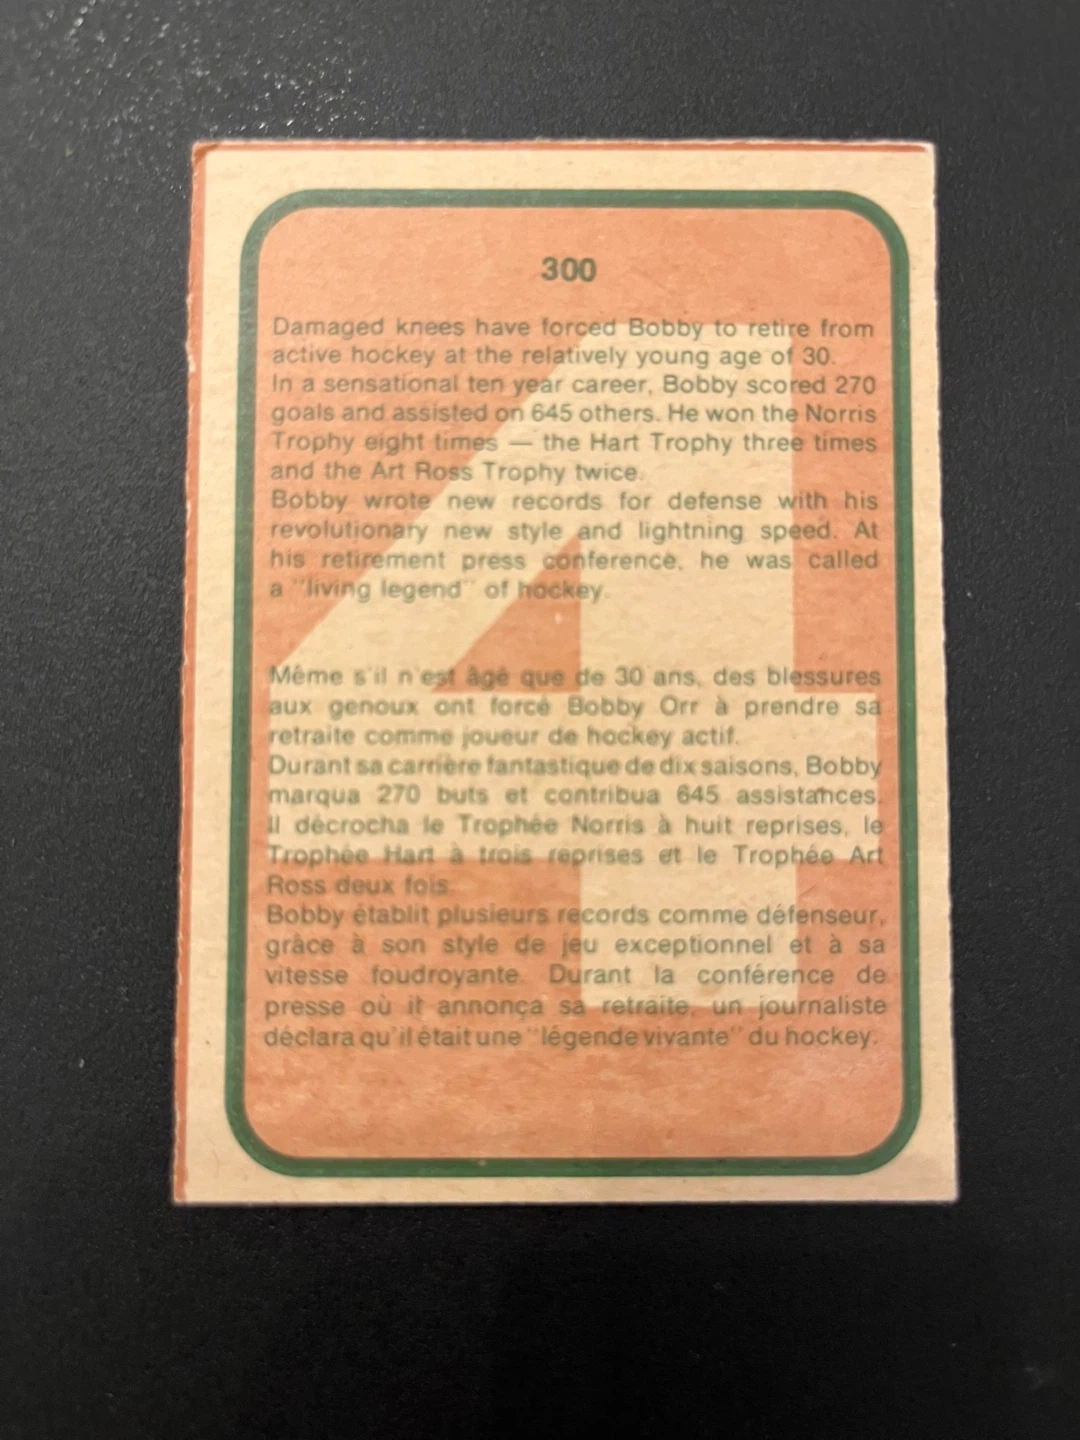 300
Damaged knees have forced Bobby to retire from
active hockey at the relatively young age of 30.
In a sensational ten year career, Bobby scored 270
goals and assisted on 645 others. He won the Norris
Trophy eight times — the Hart Trophy three times
and the Art Ross Trophy twice.
Bobby wrote new records for defense with his
revolutionary new style and lightning speed. At
his retirement press conference, he was called
a "living legend" of hockey.
Même s'il n'est âgé que de 30 ans, des blessures
aux genoux ont forcé Bobby Orr à prendre sa
retraite comme joueur de hockey actif.
Durant sa carrière fantastique de dix saisons, Bobby
marqua 270 buts et contribua 645 assistances.
Il décrocha le Trophée Norris à huit reprises, le
Trophée Hart à trois reprises et le Trophée Art
Ross deux fois.
Bobby établit plusieurs records comme défenseur,
grâce à son style de jeu exceptionnel et à sa
vitesse foudroyante. Durant la conférence de
presse où il annonça sa retraite, un journaliste
déclara qu'il était une "légende vivante" du hockey.